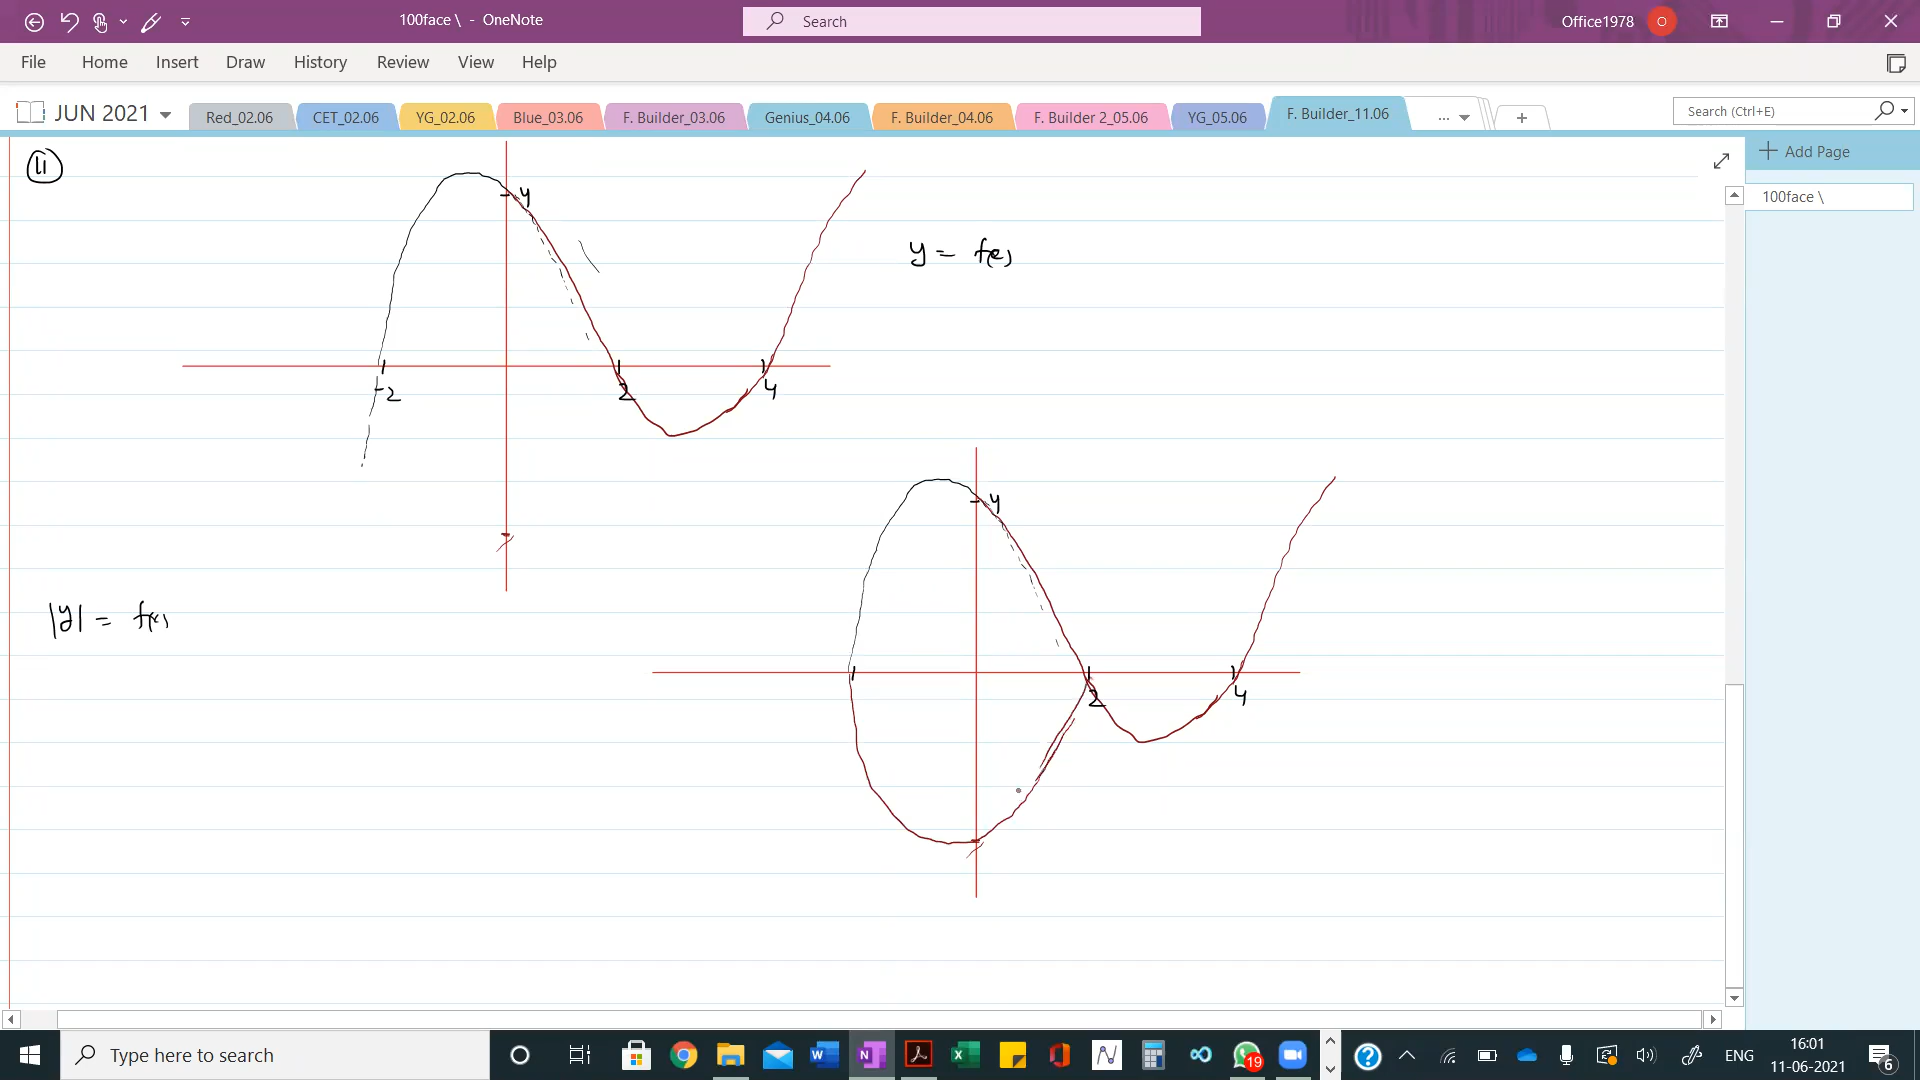 100face \ - OneNote
Search
Office1978
O
File Home Insert Draw History Review View Help
JUN 2021
Red_02.06
CET_02.06
YG_02.06
Blue_03.06
F. Builder_03.06
Genius_04.06
F. Builder_04.06
F. Builder 2_05.06
YG_05.06
F. Builder_11.06
...
+
Search (Ctrl+E)
Add Page
100face \
11
4
y = f(x)
-2
2
4
4
|y| = f(x)
2
4
Type here to search
19
ENG
16:01
11-06-2021
6